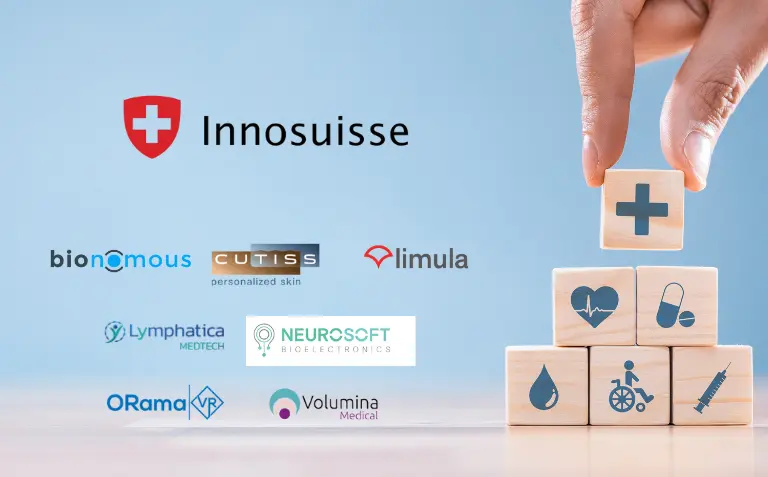 Innosuisse
bionomous
CUTISS
personalized skin
limula
Lymphatica
MEDTECH
NEUROSOFT
BIOELECTRONICS
ORama VR
Volumina
Medical